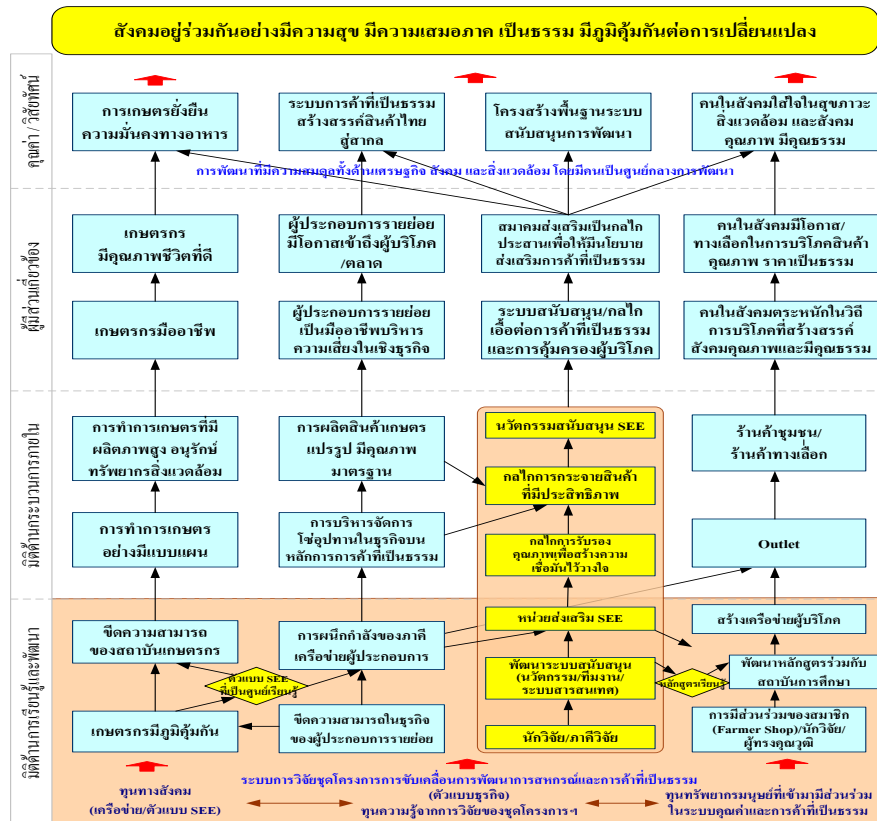 สังคมอยู่ร่วมกันอย่างมีความสุข มีความเสมอภาค เป็นธรรม มีภูมิคุ้มกันต่อการเปลี่ยนแปลง
คุณค่า / วิสัยทัศน์
การเกษตรยั่งยืน
ความมั่นคงทางอาหาร
ระบบการค้าที่เป็นธรรม
สร้างสรรค์สินค้าไทย
สู่สากล
โครงสร้างพื้นฐานระบบ
สนับสนุนการพัฒนา
คนในสังคมใส่ใจในสุขภาวะ
สิ่งแวดล้อม และสังคม
คุณภาพ มีคุณธรรม
การพัฒนาที่มีความสมดุลทั้งด้านเศรษฐกิจ สังคม และสิ่งแวดล้อม โดยมีคนเป็นศูนย์กลางการพัฒนา
ผู้มีส่วนเกี่ยวข้อง
เกษตรกร
มีคุณภาพชีวิตที่ดี
ผู้ประกอบการรายย่อย
มีโอกาสเข้าถึงผู้บริโภค
/ตลาด
สมาคมส่งเสริมเป็นกลไก
ประสานเพื่อให้มีนโยบาย
ส่งเสริมการค้าที่เป็นธรรม
คนในสังคมมีโอกาส/
ทางเลือกในการบริโภคสินค้า
คุณภาพ ราคาเป็นธรรม
เกษตรกรมืออาชีพ
ผู้ประกอบการรายย่อย
เป็นมืออาชีพบริหาร
ความเสี่ยงในเชิงธุรกิจ
ระบบสนับสนุน/กลไก
เอื้อต่อการค้าที่เป็นธรรม
และการคุ้มครองผู้บริโภค
คนในสังคมตระหนักในวิถี
การบริโภคที่สร้างสรรค์
สังคมคุณภาพและมีคุณธรรม
มิติด้านกระบวนการภายใน
การทำการเกษตรที่มี
ผลิตภาพสูง อนุรักษ์
ทรัพยากรสิ่งแวดล้อม
การผลิตสินค้าเกษตร
แปรรูป มีคุณภาพ
มาตรฐาน
นวัตกรรมสนับสนุน SEE
กลไกการกระจายสินค้า
ที่มีประสิทธิภาพ
ร้านค้าชุมชน/
ร้านค้าทางเลือก
การทำการเกษตร
อย่างมีแบบแผน
การบริหารจัดการ
โซ่อุปทานในธุรกิจบน
หลักการการค้าที่เป็นธรรม
กลไกการรับรอง
คุณภาพเพื่อสร้างความ
เชื่อมั่นไว้วางใจ
Outlet
มิติด้านการเรียนรู้และพัฒนา
ขีดความสามารถ
ของสถาบันเกษตรกร
การผนึกกำลังของภาคี
เครือข่ายผู้ประกอบการ
หน่วยส่งเสริม SEE
สร้างเครือข่ายผู้บริโภค
ตัวแบบ SEE
ที่เป็นศูนย์เรียนรู้
พัฒนาระบบสนับสนุน
(นวัตกรรม/ทีมงาน/
ระบบสารสนเทศ)
หลักสูตรเรียนรู้
พัฒนาหลักสูตรร่วมกับ
สถาบันการศึกษา
เกษตรกรมีภูมิคุ้มกัน
ขีดความสามารถในธุรกิจ
ของผู้ประกอบการรายย่อย
นักวิจัย/ภาคีวิจัย
การมีส่วนร่วมของสมาชิก
(Farmer Shop)/นักวิจัย/
ผู้ทรงคุณวุฒิ
ระบบการวิจัยชุดโครงการการขับเคลื่อนการพัฒนาการสหกรณ์และการค้าที่เป็นธรรม
ทุนทางสังคม
(เครือข่าย/ตัวแบบ SEE)
(ตัวแบบธุรกิจ)
ทุนความรู้จากการวิจัยของชุดโครงการฯ
ทุนทรัพยากรมนุษย์ที่เข้ามามีส่วนร่วม
ในระบบคุณค่าและการค้าที่เป็นธรรม